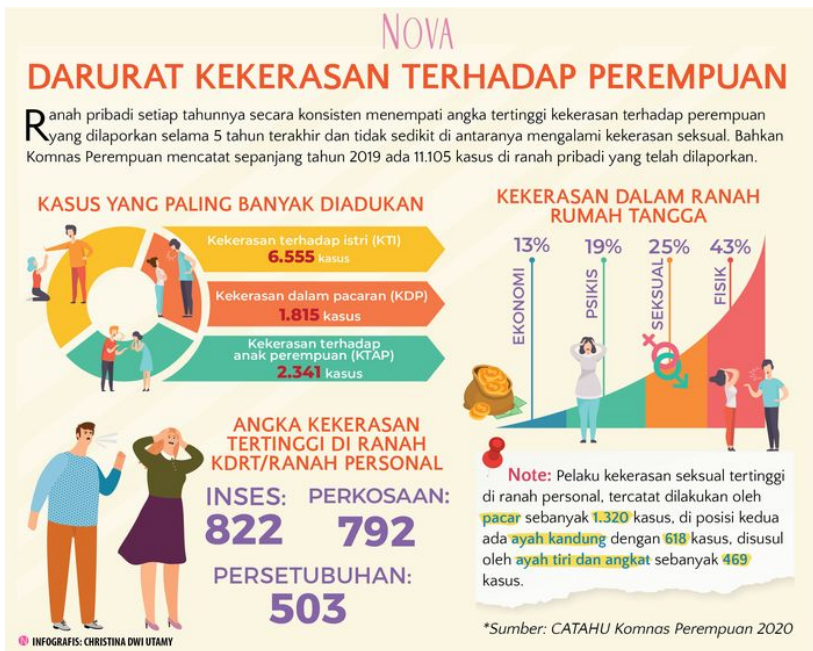 NOVA
DARURAT KEKERASAN TERHADAP PEREMPUAN
Ranah pribadi setiap tahunnya secara konsisten menempati angka tertinggi kekerasan terhadap perempuan
yang dilaporkan selama 5 tahun terakhir dan tidak sedikit di antaranya mengalami kekerasan seksual. Bahkan
Komnas Perempuan mencatat sepanjang tahun 2019 ada 11.105 kasus di ranah pribadi yang telah dilaporkan.
KASUS YANG PALING BANYAK DIADUKAN
Kekerasan terhadap istri (KTI)
6.555 kasus
Kekerasan dalam pacaran (KDP)
1.815 kasus
Kekerasan terhadap
anak perempuan (KTAP)
2.341 kasus
KEKERASAN DALAM RANAH
RUMAH TANGGA
13% 19% 25% 43%
EKONOMI
PSIKIS
SEKSUAL
FISIK
ANGKA KEKERASAN
TERTINGGI DI RANAH
KDRT/RANAH PERSONAL
INSES:
822
PERKOSAAN:
792
PERSETUBUHAN:
503
Note: Pelaku kekerasan seksual tertinggi
di ranah personal, tercatat dilakukan oleh
pacar sebanyak 1.320 kasus, di posisi kedua
ada ayah kandung dengan 618 kasus, disusul
oleh ayah tiri dan angkat sebanyak 469
kasus.
*Sumber: CATAHU Komnas Perempuan 2020
N INFOGRAFIS: CHRISTINA DWI UTAMY